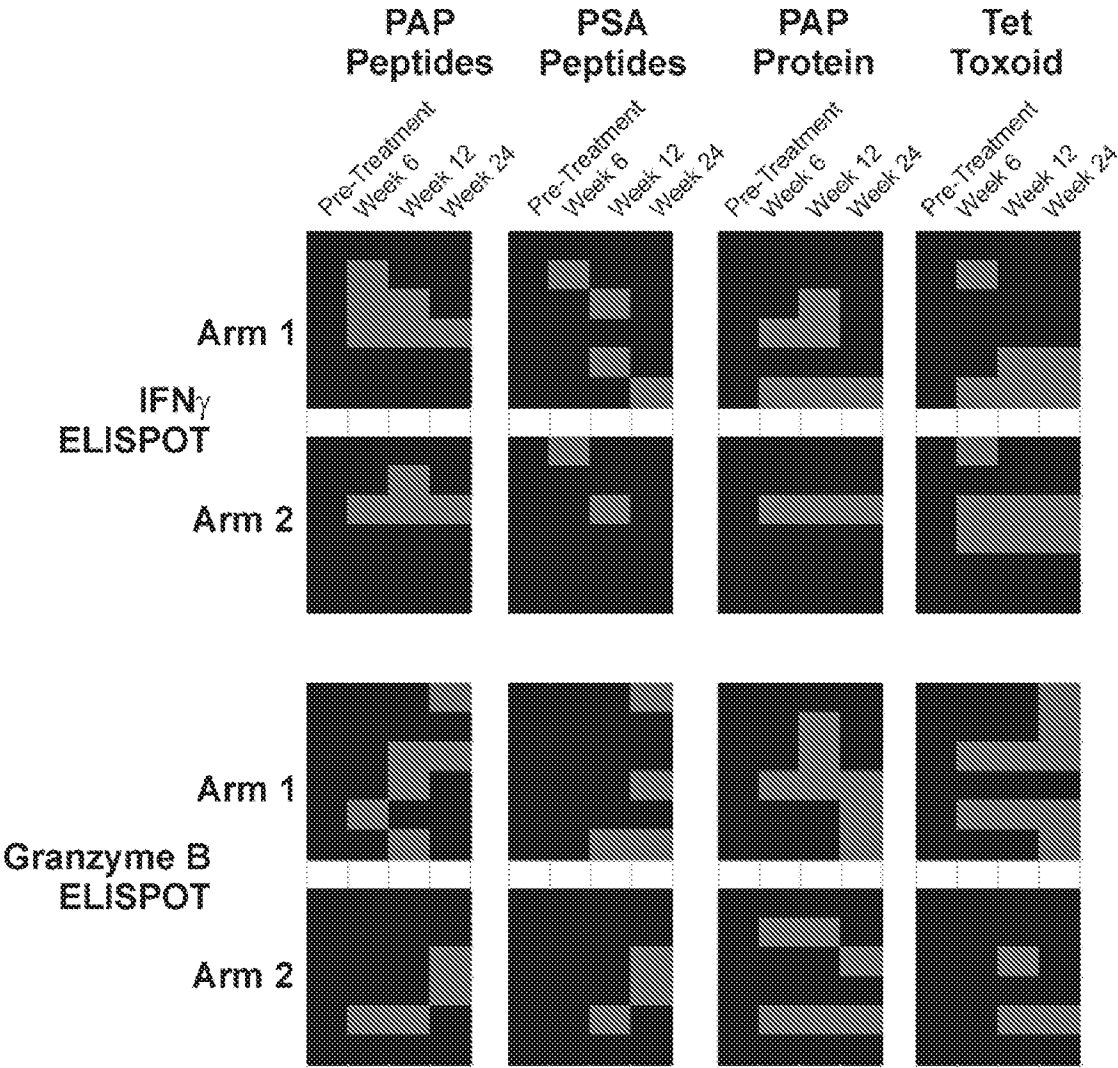 PAP PSA PAP Tet
Peptides Peptides Protein Toxoid
Pre-Treatment Week 6 Week 12 Week 24 Pre-Treatment Week 6 Week 12 Week 24 Pre-Treatment Week 6 Week 12 Week 24 Pre-Treatment Week 6 Week 12 Week 24
Arm 1
IFNγ
ELISPOT
Arm 2
Arm 1
Granzyme B
ELISPOT
Arm 2